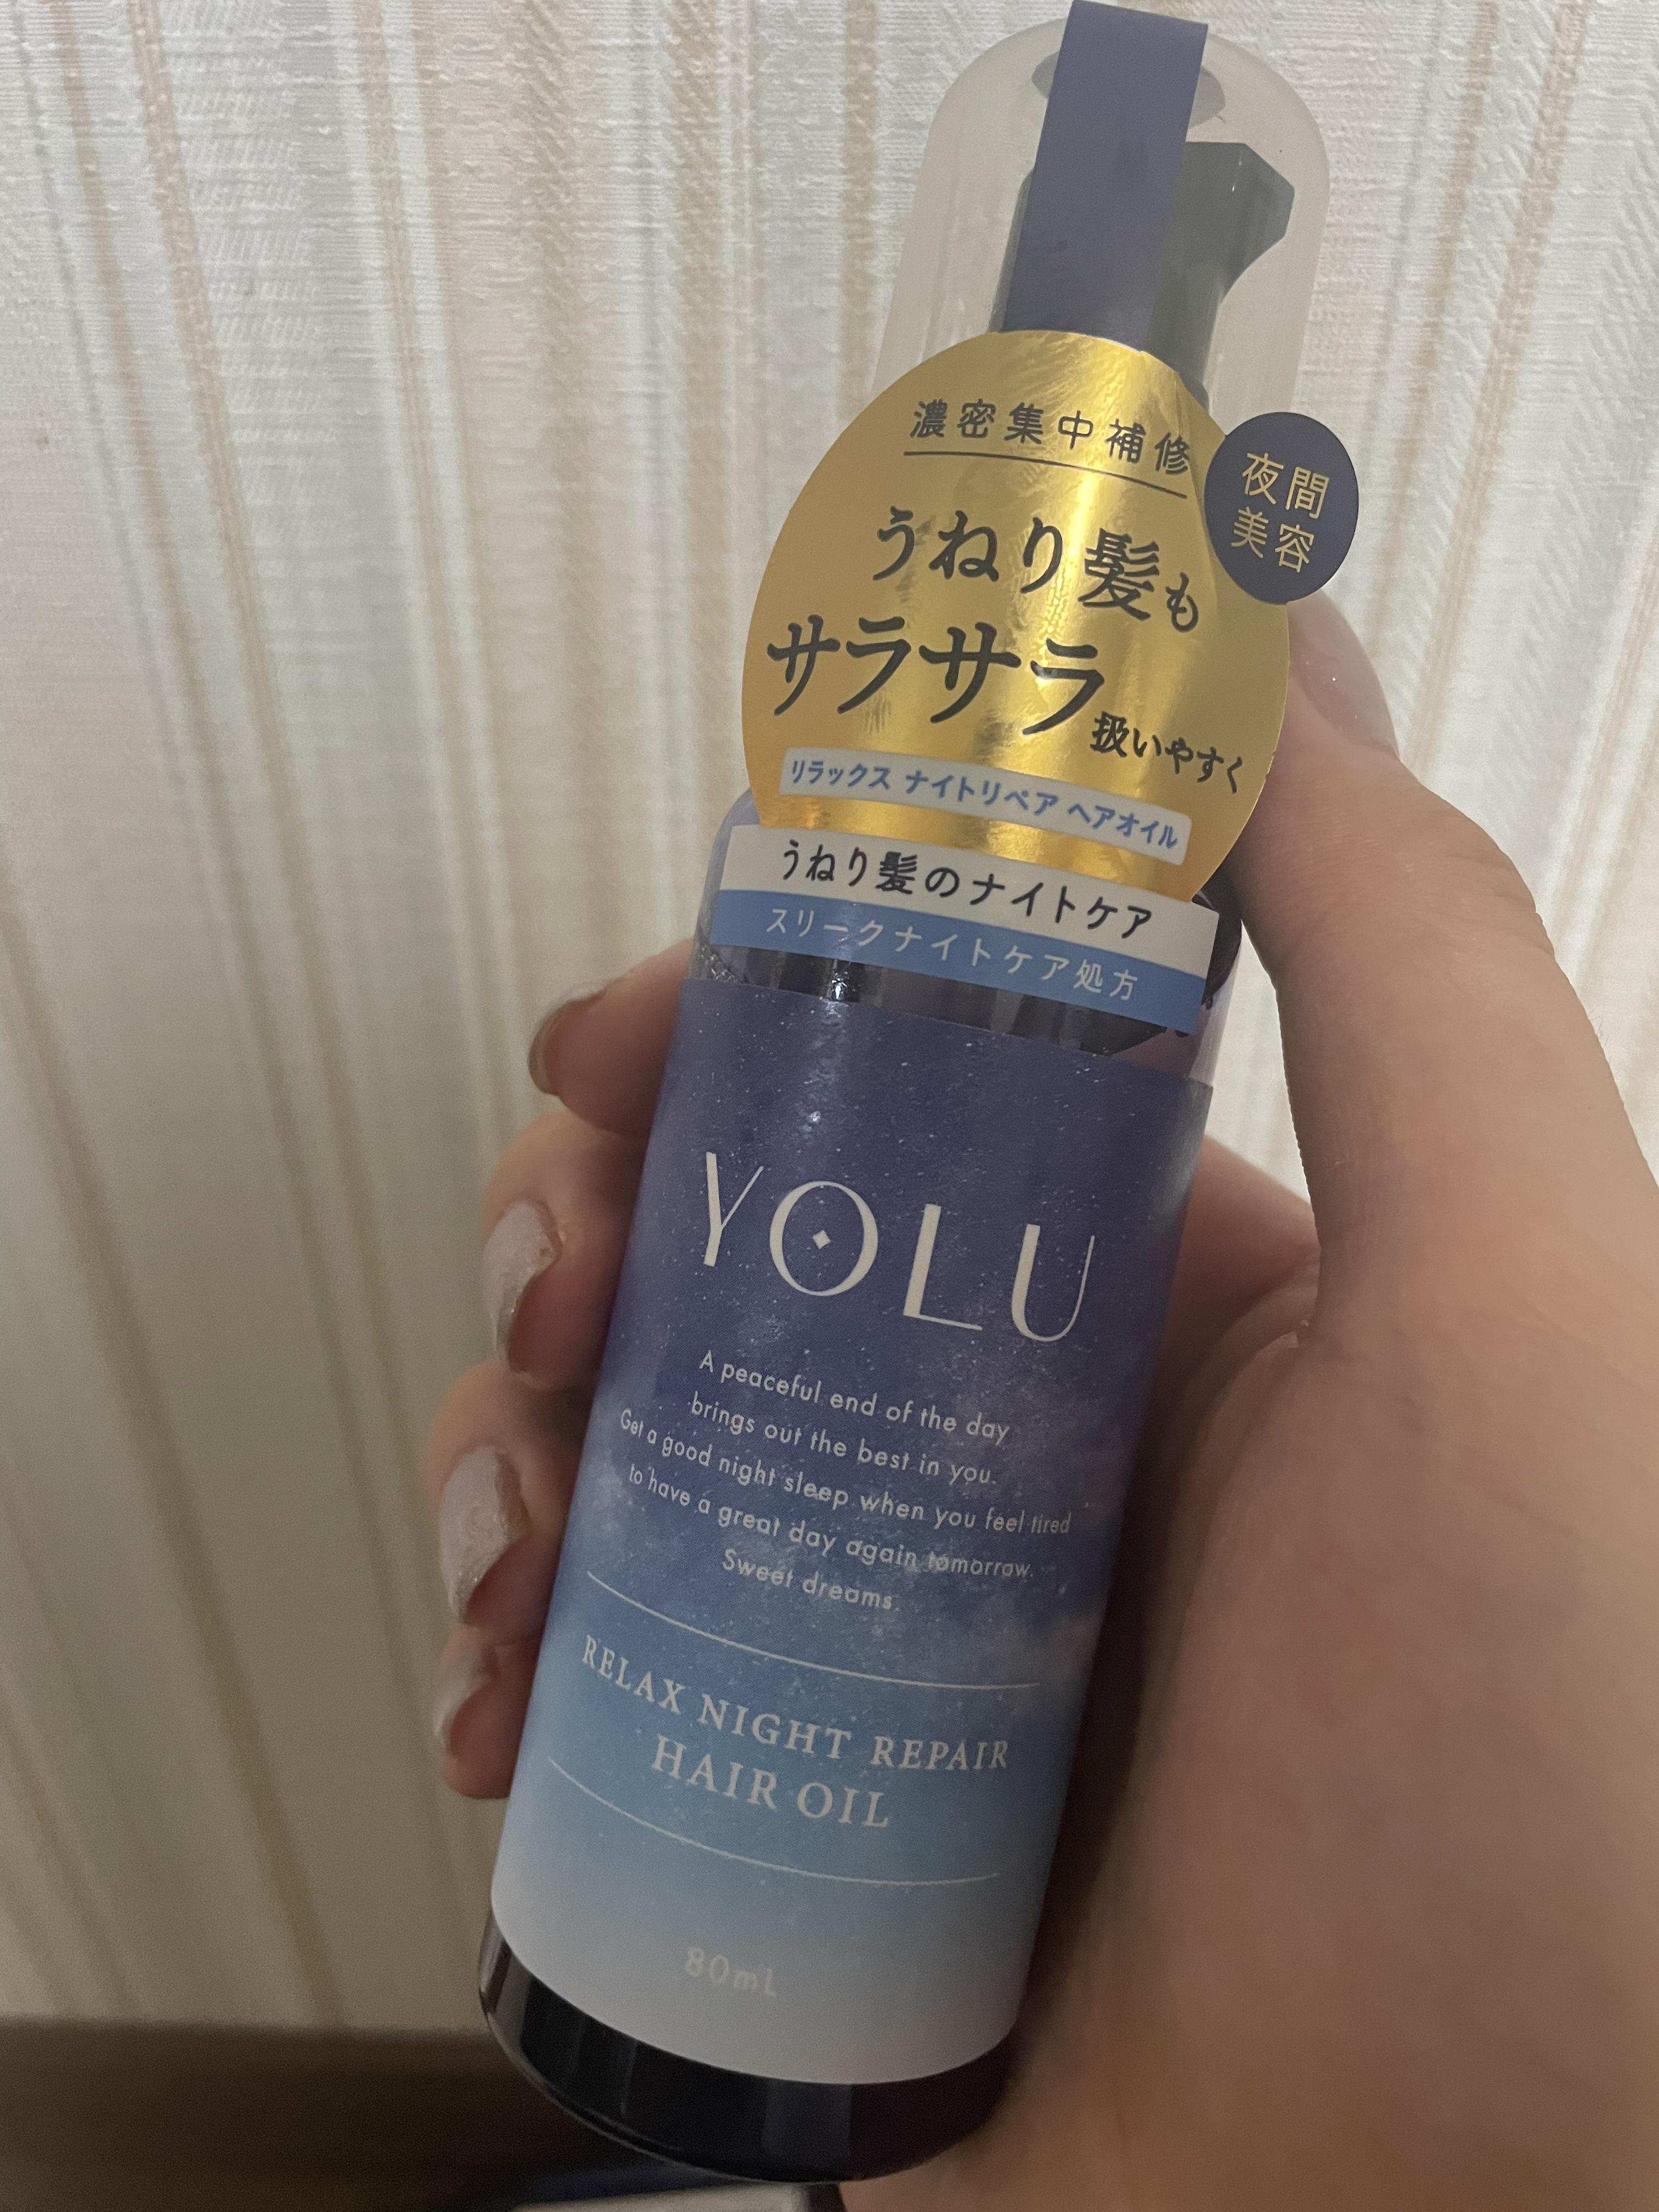 濃密集中補修
夜間
美容
うねり髪も
サラサラ
扱いやすく
リラックス ナイトリペア ヘアオイル
うねり髪のナイトケア
スリークナイトケア処方
YOLU
A peaceful end of the day
brings out the best in you.
Get a good night sleep when you feel tired
to have a great day again tomorrow.
Sweet dreams.
RELAX NIGHT REPAIR
HAIR OIL
80mL